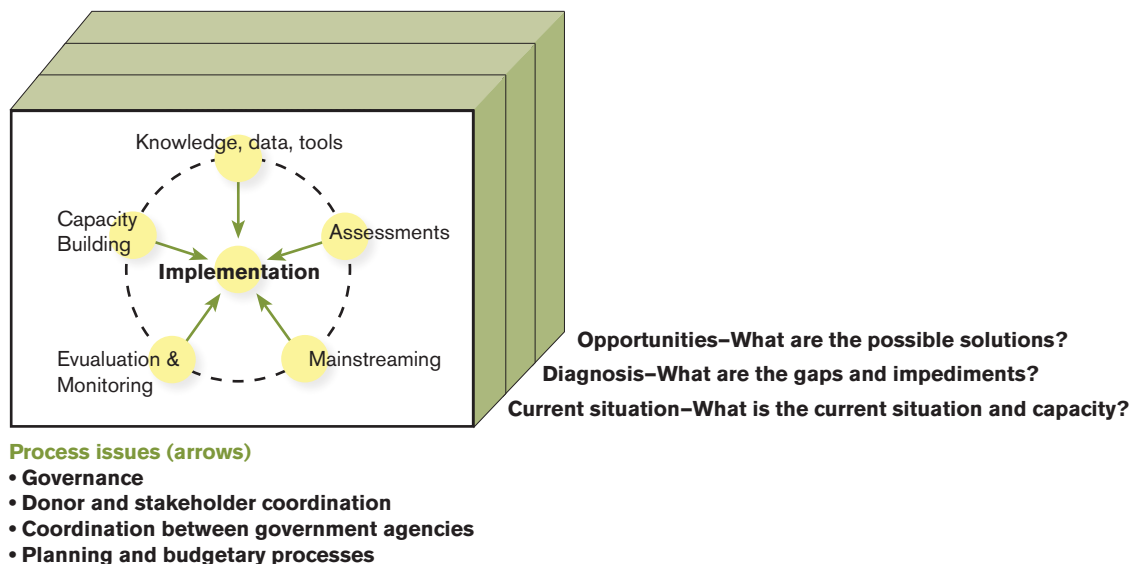 Knowledge, data, tools
Capacity
Building
Assessments
Implementation
Evualuation &
Monitoring
Mainstreaming
Opportunities–What are the possible solutions?
Diagnosis–What are the gaps and impediments?
Current situation–What is the current situation and capacity?
Process issues (arrows)
• Governance
• Donor and stakeholder coordination
• Coordination between government agencies
• Planning and budgetary processes